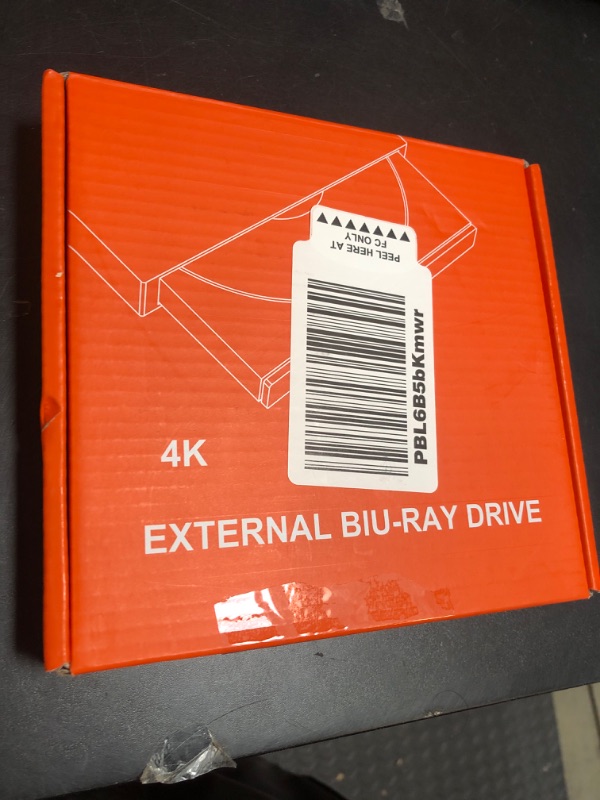 PEEL HERE AT
FC ONLY
PBL6B5bKmwr
4K
EXTERNAL BIU-RAY DRIVE